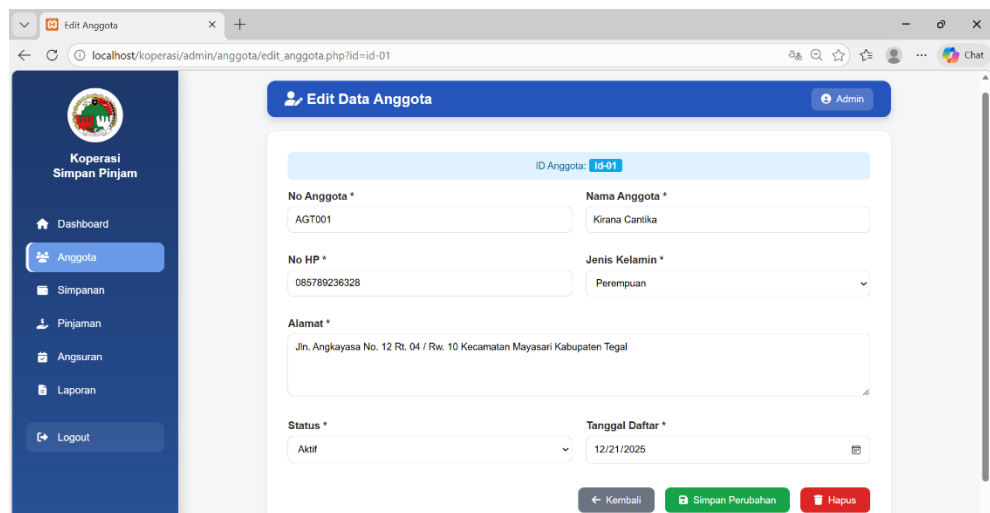 Edit Anggota
localhost/koperasi/admin/anggota/edit_anggota.php?id=id-01
Chat
Koperasi
Simpan Pinjam
Dashboard
Anggota
Simpanan
Pinjaman
Angsuran
Laporan
Logout
Edit Data Anggota
Admin
ID Anggota: Id-01
No Anggota * Nama Anggota *
AGT001 Kirana Cantika
No HP * Jenis Kelamin *
085789236328 Perempuan
Alamat *
Jln. Angkayasa No. 12 Rt. 04 / Rw. 10 Kecamatan Mayasari Kabupaten Tegal
Status * Tanggal Daftar *
Aktif 12/21/2025
Kembali Simpan Perubahan Hapus